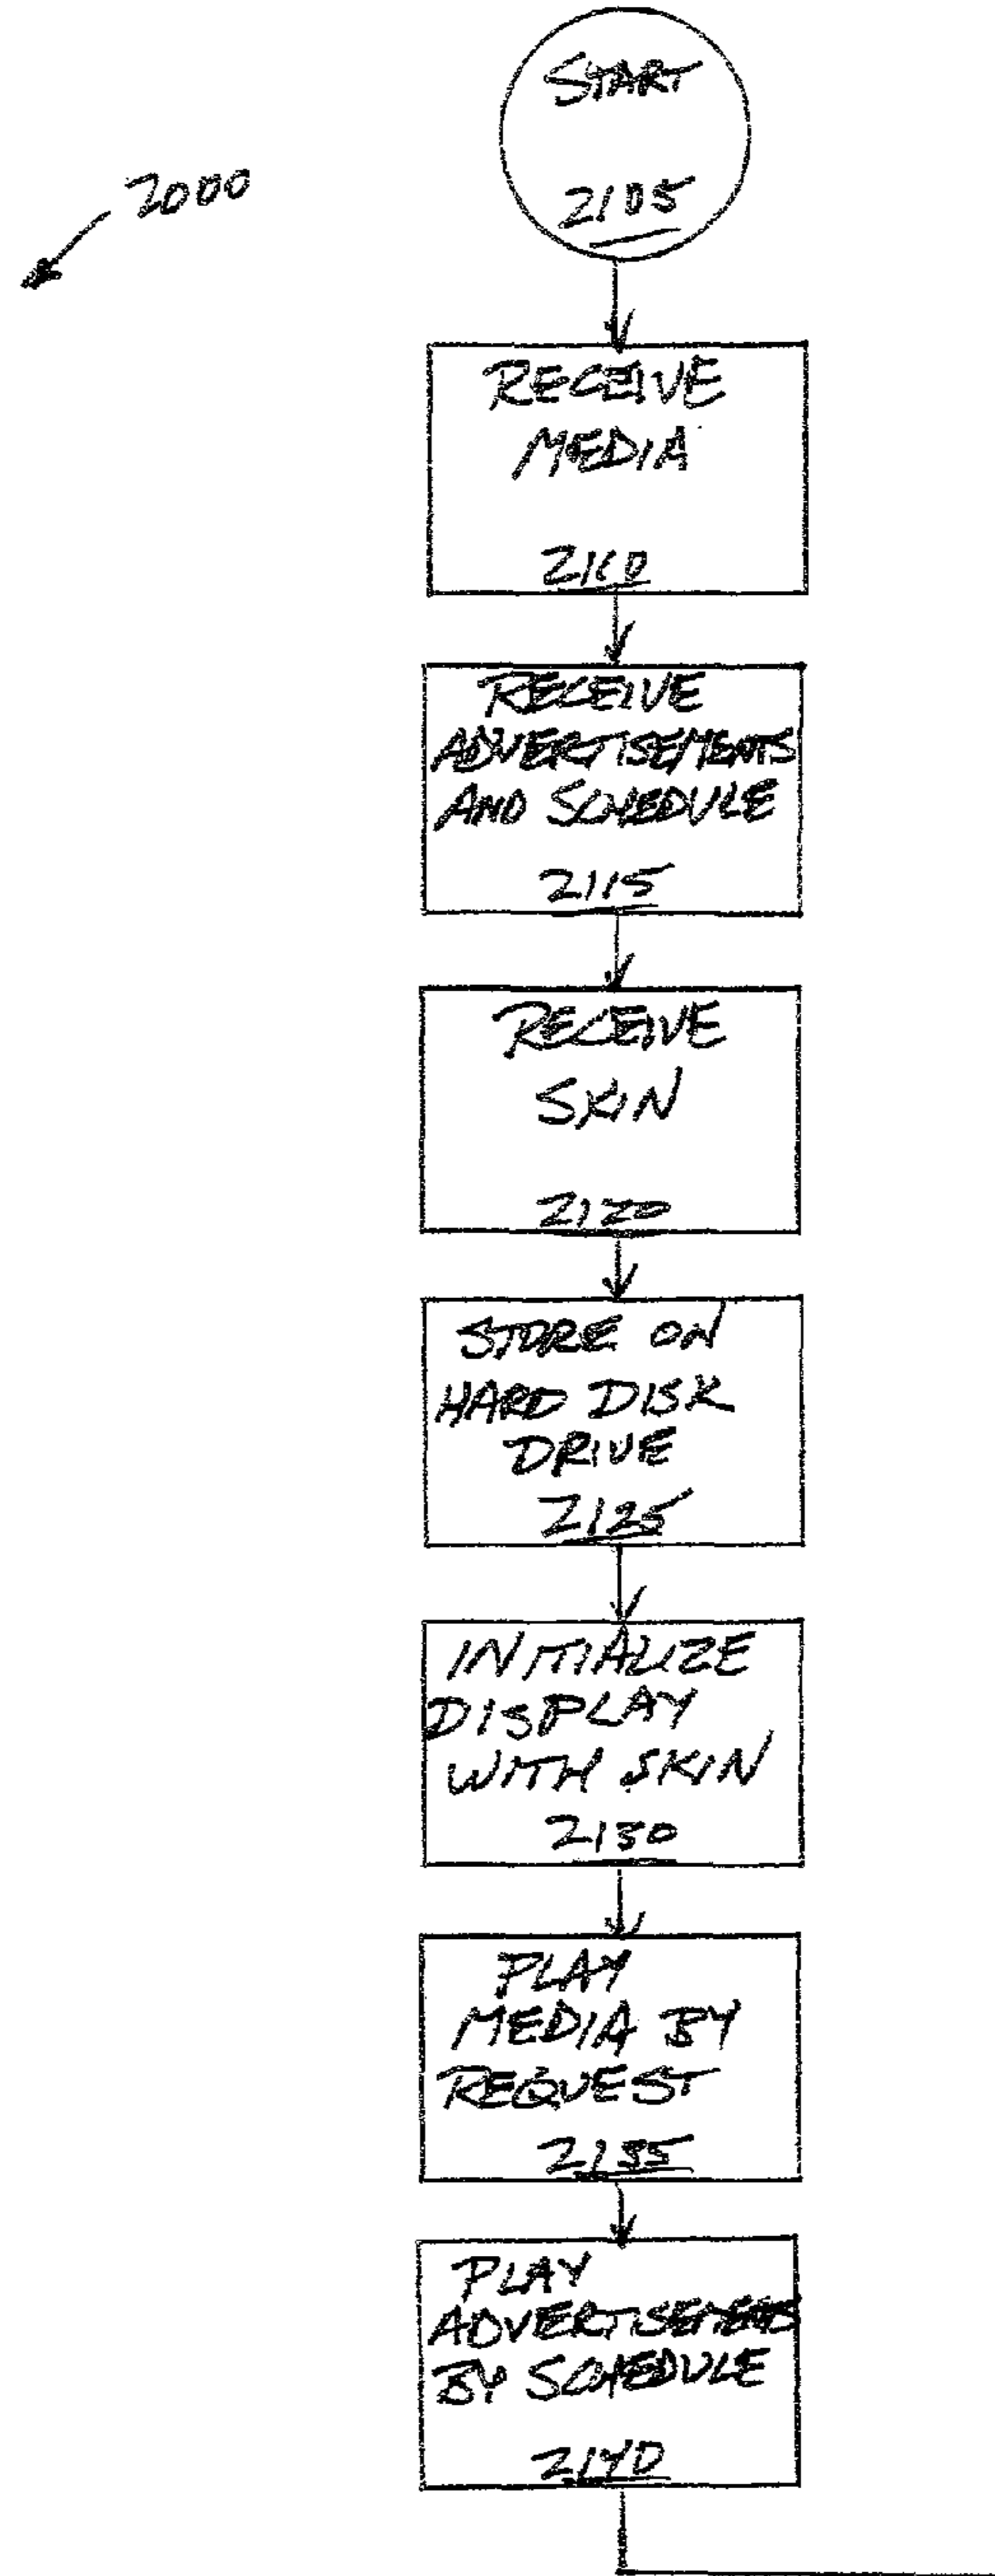 START
2105
2000
RECEIVE
MEDIA
2110
RECEIVE
ADVERTISEMENTS
AND SCHEDULE
2115
RECEIVE
SKIN
2120
STORE ON
HARD DISK
DRIVE
2125
INITIALIZE
DISPLAY
WITH SKIN
2130
PLAY
MEDIA BY
REQUEST
2135
PLAY
ADVERTISEMENTS
BY SCHEDULE
2140